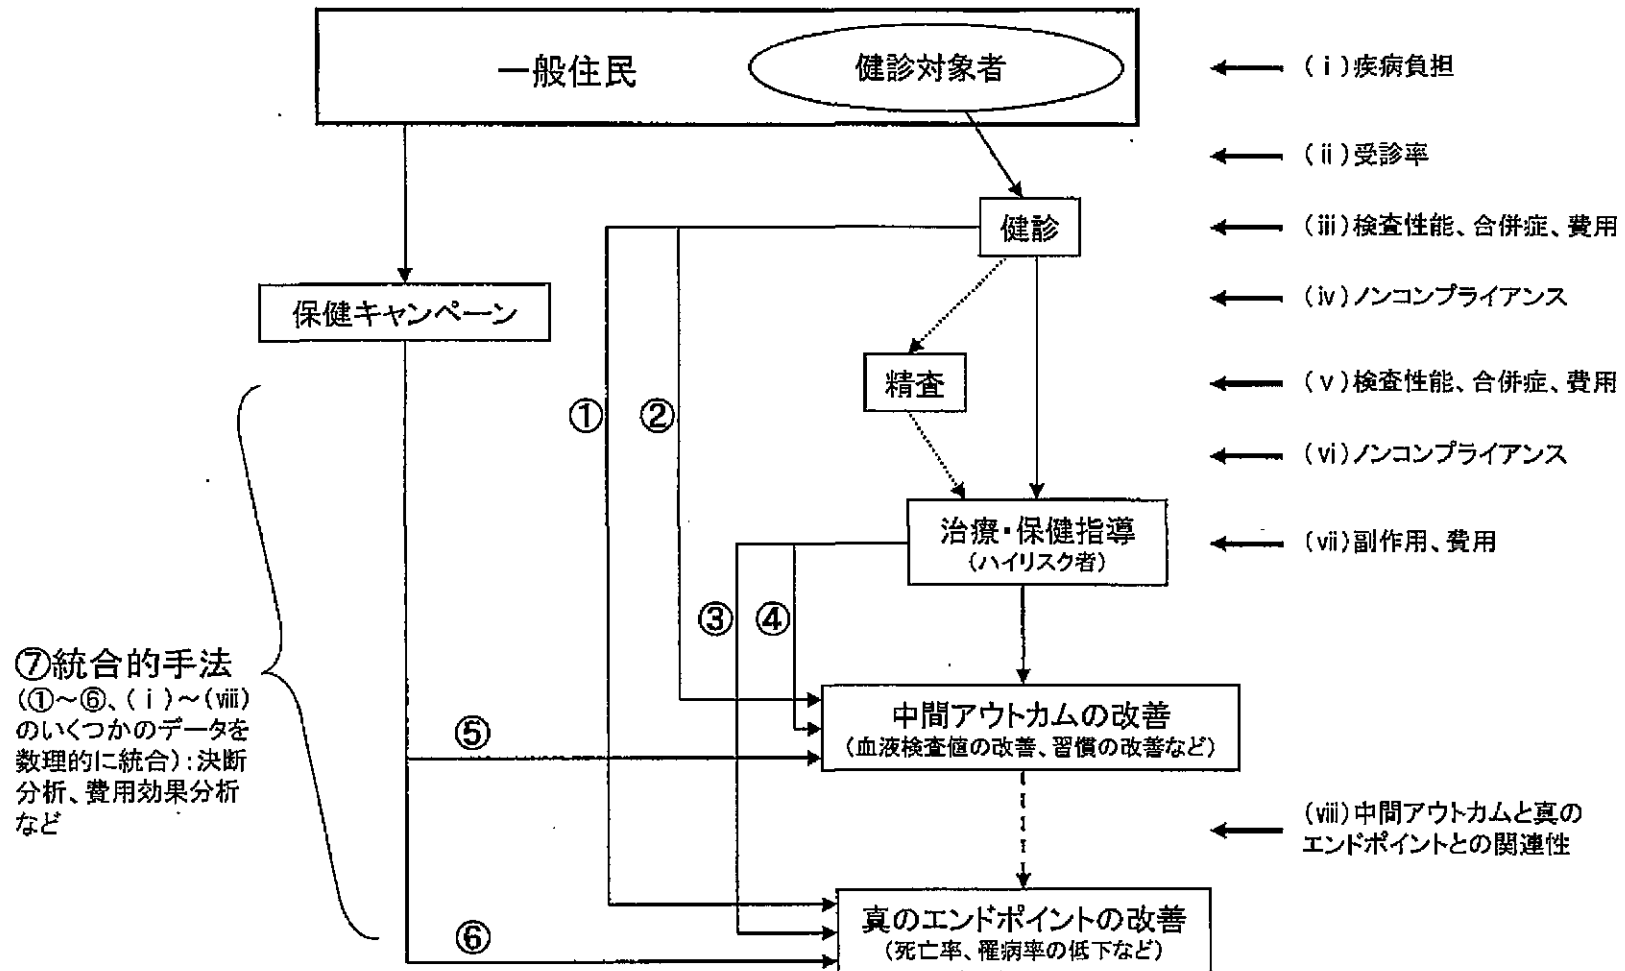 一般住民
健診対象者
(ⅰ)疾病負担
(ⅱ)受診率
健診
(ⅲ)検査性能、合併症、費用
保健キャンペーン
(ⅳ)ノンコンプライアンス
精査
(ⅴ)検査性能、合併症、費用
①
②
(ⅵ)ノンコンプライアンス
治療・保健指導
(ハイリスク者)
(ⅶ)副作用、費用
③
④
⑦統合的手法
(①～⑥、(ⅰ)～(ⅷ)
のいくつかのデータを
数理的に統合):決断
分析、費用効果分析
など
⑤
中間アウトカムの改善
(血液検査値の改善、習慣の改善など)
(ⅷ)中間アウトカムと真の
エンドポイントとの関連性
⑥
真のエンドポイントの改善
(死亡率、罹病率の低下など)